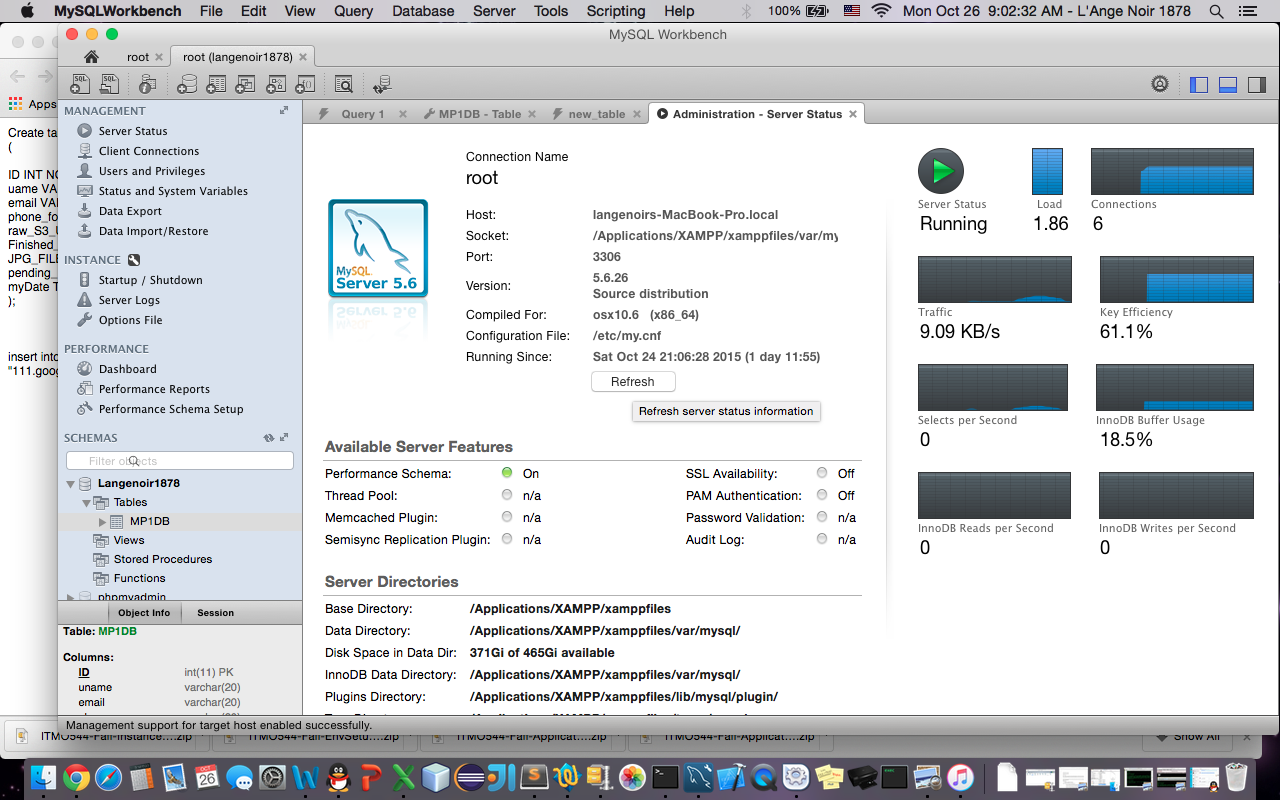 MySQLWorkbench File Edit View Query Database Server Tools Scripting Help 100% Mon Oct 26 9:02:32 AM - L'Ange Noir 1878
MySQL Workbench
root root (langenoir1878)
Apps
Query 1 MP1DB - Table new_table Administration - Server Status
Create ta
(
ID INT NO
uame VA
email VA
phone_fo
raw_S3_U
Finished_
JPG_FILE
pending_
myDate T
);
insert into
"111.goog
MANAGEMENT
Server Status
Client Connections
Users and Privileges
Status and System Variables
Data Export
Data Import/Restore
INSTANCE
Startup / Shutdown
Server Logs
Options File
PERFORMANCE
Dashboard
Performance Reports
Performance Schema Setup
SCHEMAS
Filter objects
Langenoir1878
Tables
MP1DB
Views
Stored Procedures
Functions
phpmyadmin
Object Info Session
Table: MP1DB
Columns:
ID int(11) PK
uname varchar(20)
email varchar(20)
MySQL
Server 5.6
Connection Name
root
Host: langenoirs-MacBook-Pro.local
Socket: /Applications/XAMPP/xamppfiles/var/my
Port: 3306
Version: 5.6.26
Source distribution
Compiled For: osx10.6 (x86_64)
Configuration File: /etc/my.cnf
Running Since: Sat Oct 24 21:06:28 2015 (1 day 11:55)
Refresh
Refresh server status information
Available Server Features
Performance Schema: On SSL Availability: Off
Thread Pool: n/a PAM Authentication: Off
Memcached Plugin: n/a Password Validation: n/a
Semisync Replication Plugin: n/a Audit Log: n/a
Server Directories
Base Directory: /Applications/XAMPP/xamppfiles
Data Directory: /Applications/XAMPP/xamppfiles/var/mysql/
Disk Space in Data Dir: 371Gi of 465Gi available
InnoDB Data Directory: /Applications/XAMPP/xamppfiles/var/mysql/
Plugins Directory: /Applications/XAMPP/xamppfiles/lib/mysql/plugin/
Server Status Load Connections
Running 1.86 6
Traffic Key Efficiency
9.09 KB/s 61.1%
Selects per Second InnoDB Buffer Usage
0 18.5%
InnoDB Reads per Second InnoDB Writes per Second
0 0
Management support for target host enabled successfully.
ITMO544-Fall-Instance....zip ITMO544-Fall-EnvSetu....zip ITMO544-Fall-Applicat....zip ITMO544-Fall-Applicat....zip Show All
26